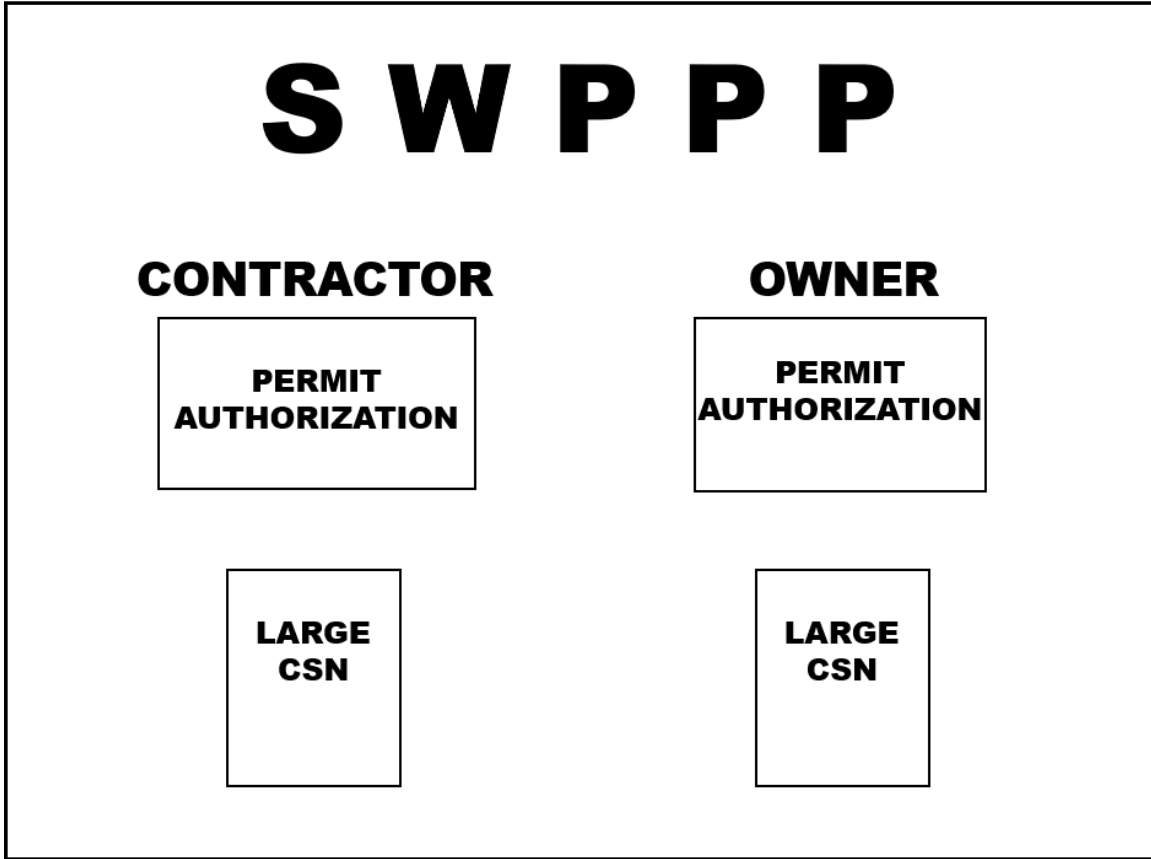 S W P P P
CONTRACTOR
PERMIT
AUTHORIZATION
LARGE
CSN
OWNER
PERMIT
AUTHORIZATION
LARGE
CSN